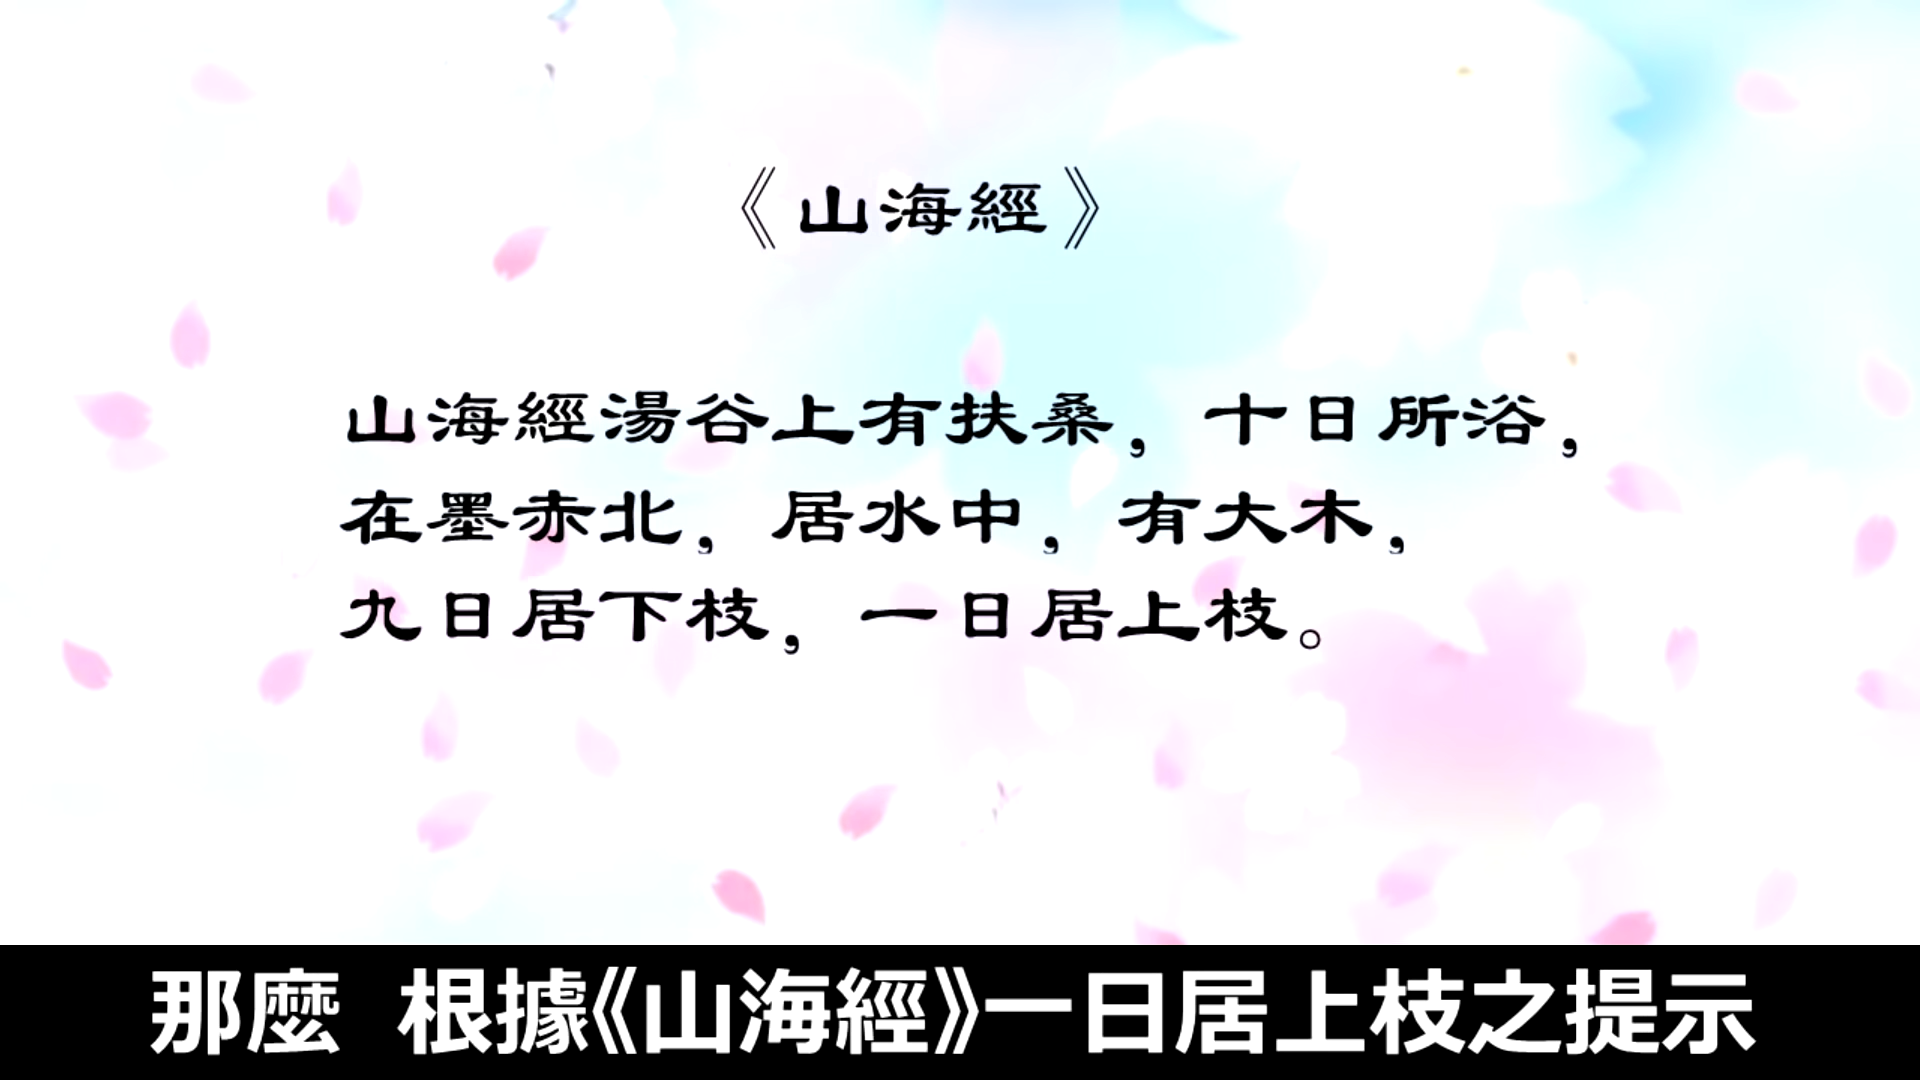 《山海經》
山海經湯谷上有扶桑，十日所浴，
在墨赤北，居水中，有大木，
九日居下枝，一日居上枝。
那麼 根據《山海經》一日居上枝之提示